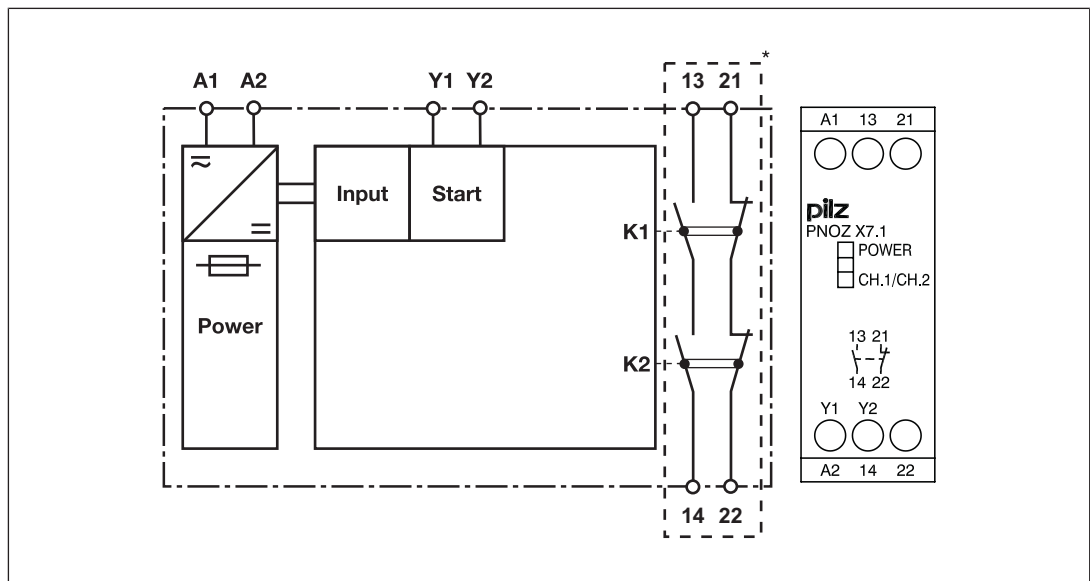 A1 A2 Y1 Y2 13 21 *
Input Start
Power
K1
K2
14 22
A1 13 21
pilz
PNOZ X7.1
POWER
CH.1/CH.2
13 21
14 22
Y1 Y2
A2 14 22